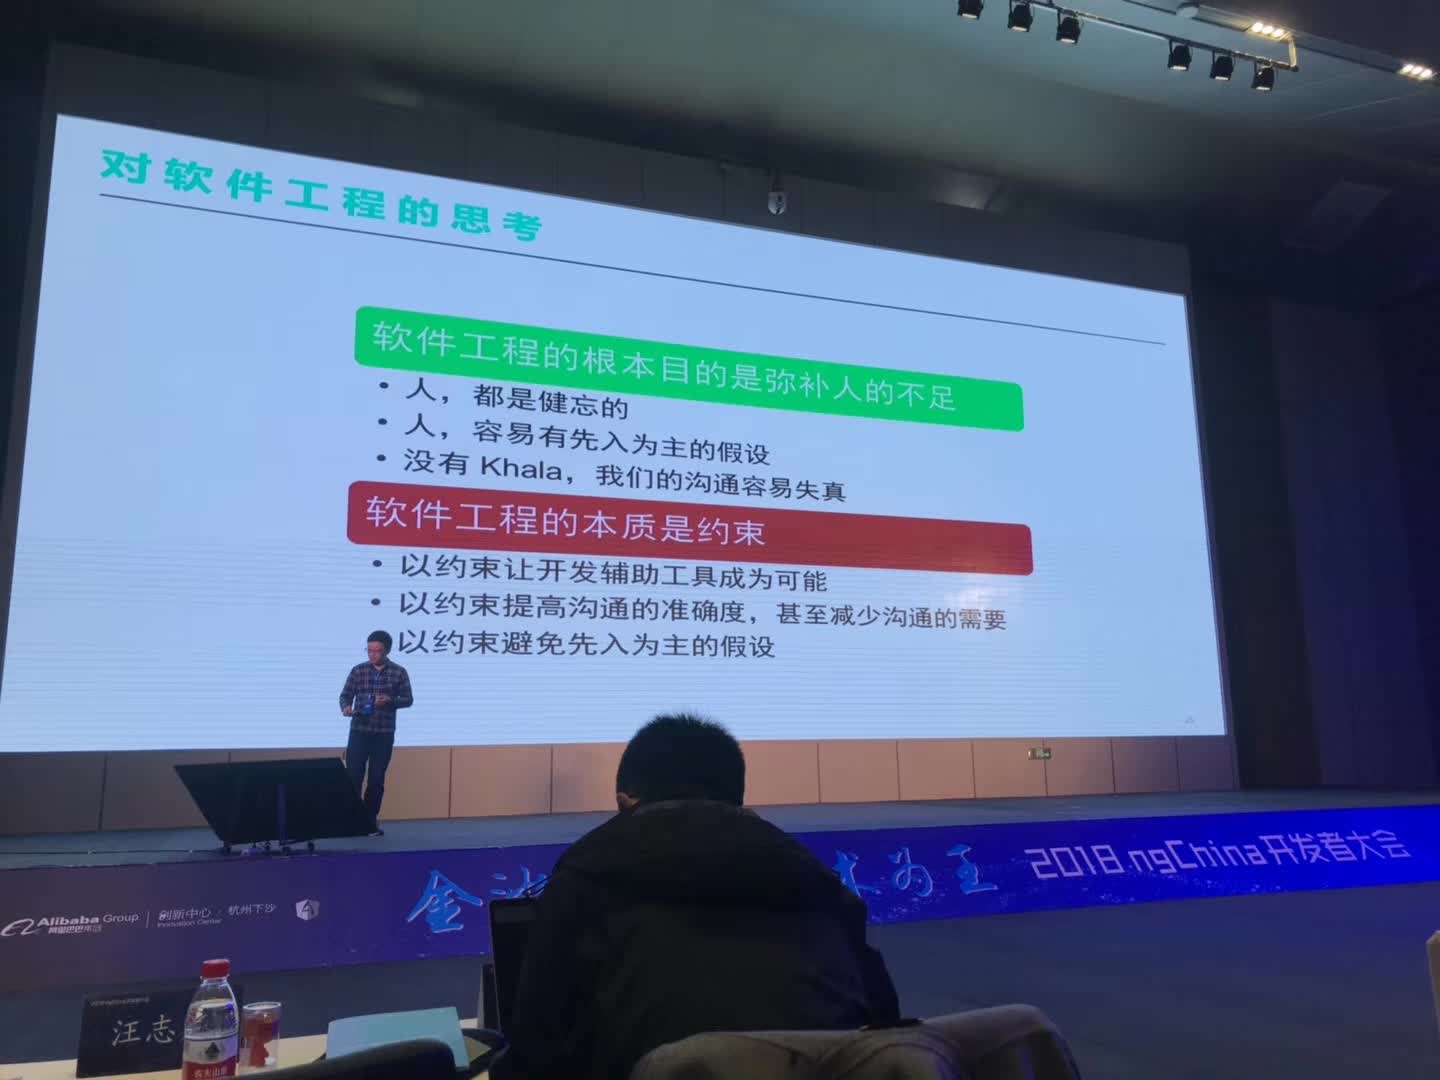 对软件工程的思考
软件工程的根本目的是弥补人的不足
• 人，都是健忘的
• 人，容易有先入为主的假设
• 没有 Khala，我们的沟通容易失真
软件工程的本质是约束
• 以约束让开发辅助工具成为可能
• 以约束提高沟通的准确度，甚至减少沟通的需要
以约束避免先入为主的假设
金沙
术为王
2018.ngChina开发者大会
Alibaba Group
阿里巴巴集团
创新中心·杭州下沙
Innovation Center
A
汪志
农夫山泉